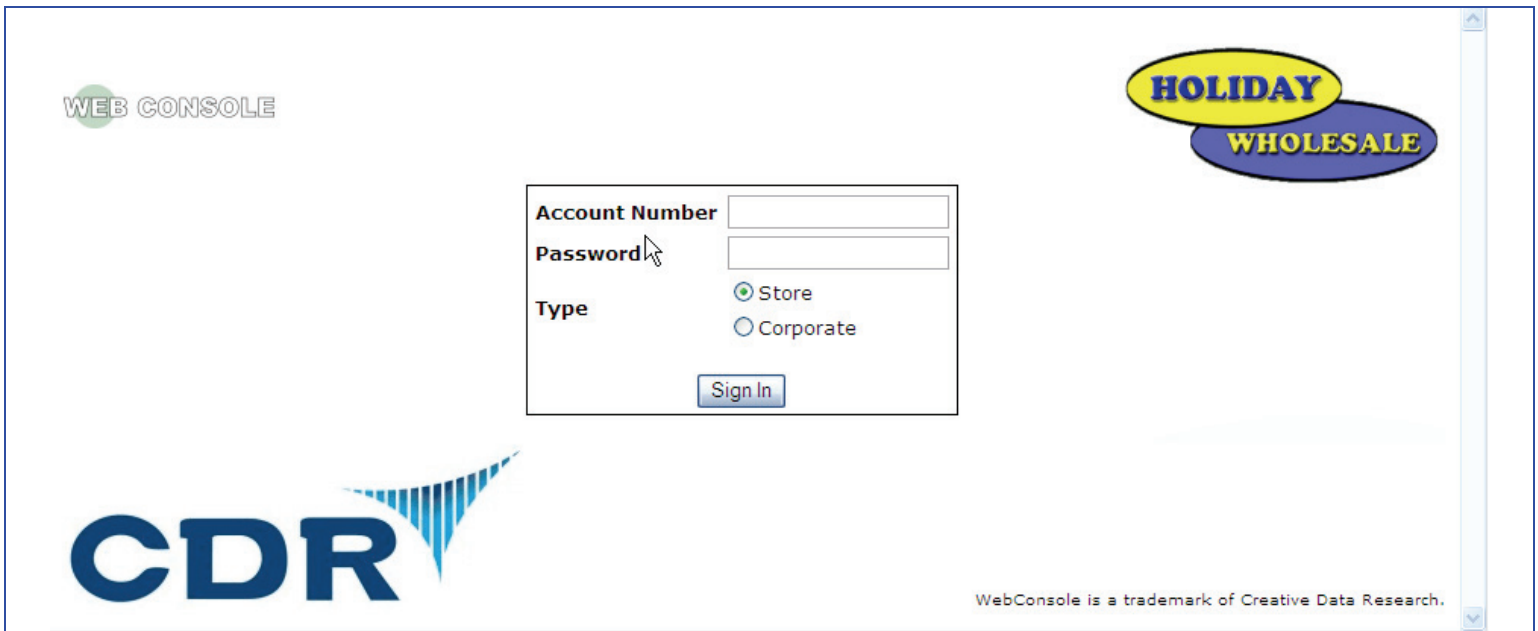 WEB CONSOLE
HOLIDAY
WHOLESALE
Account Number
Password
Type
Store
Corporate
Sign In
CDR
WebConsole is a trademark of Creative Data Research.